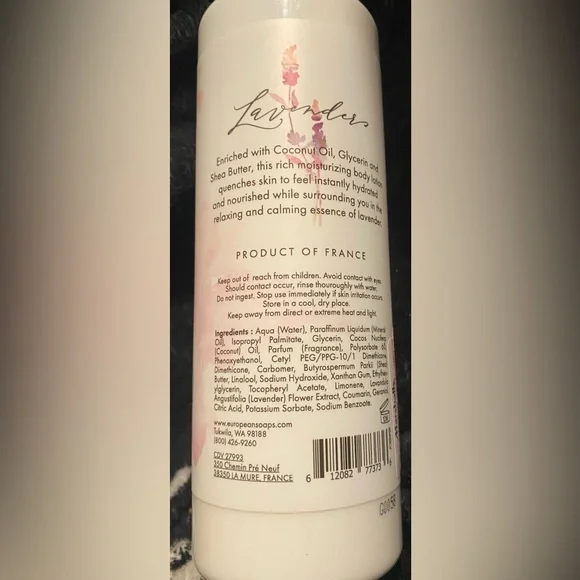 Lavender
Enriched with Coconut Oil, Glycerin and
Shea Butter, this rich moisturizing body lotion
quenches skin to feel instantly hydrated
and nourished while surrounding you in the
relaxing and calming essence of lavender.
PRODUCT OF FRANCE
Keep out of reach from children. Avoid contact with eyes.
Should contact occur, rinse thouroughly with water.
Do not ingest. Stop use immediately if skin irritation occurs.
Store in a cool, dry place.
Keep away from direct or extreme heat and light.
Ingredients : Aqua (Water), Paraffinum Liquidum (Mineral
Oil), Isopropyl Palmitate, Glycerin, Cocos Nucifera
(Coconut) Oil, Parfum (Fragrance), Polysorbate 60,
Phenoxyethanol, Cetyl PEG/PPG-10/1 Dimethicone,
Dimethicone, Carbomer, Butyrospermum Parkii (Shea)
Butter, Linalool, Sodium Hydroxide, Xanthan Gum, Ethylhex-
ylglycerin, Tocopheryl Acetate, Limonene, Lavandula
Angustifolia (Lavender) Flower Extract, Coumarin, Geraniol,
Citric Acid, Potassium Sorbate, Sodium Benzoate.
www.europeansoaps.com
Tukwila, WA 98188
(800) 426-9260
CDV 27993
350 Chemin Pré Neuf
38350 LA MURE, FRANCE
6 12082 77373